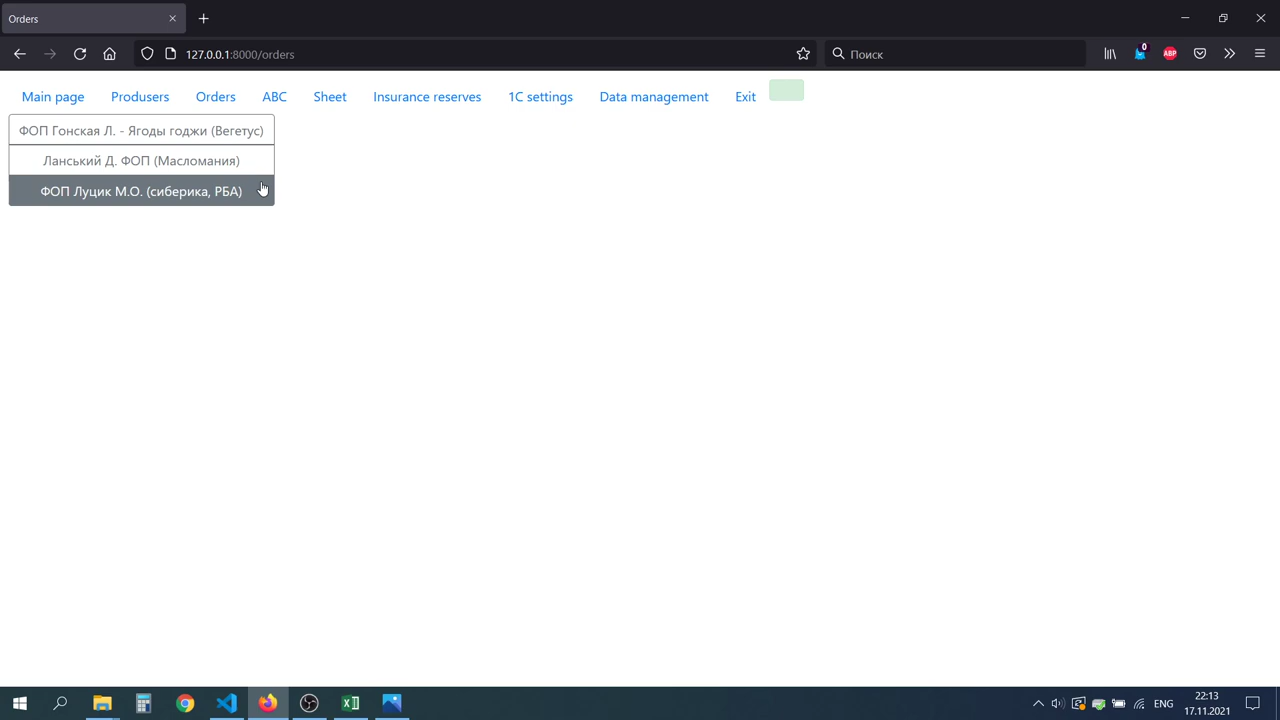 Orders
127.0.0.1:8000/orders
Поиск
0
ABP
Main page Produsers Orders ABC Sheet Insurance reserves 1C settings Data management Exit
ФОП Гонская Л. - Ягоды годжи (Вегетус)
Ланський Д. ФОП (Масломания)
ФОП Луцик М.О. (сиберика, РБА)
ENG
22:13
17.11.2021